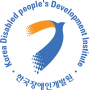 Korea Disabled people's Development Institute
한국장애인개발원